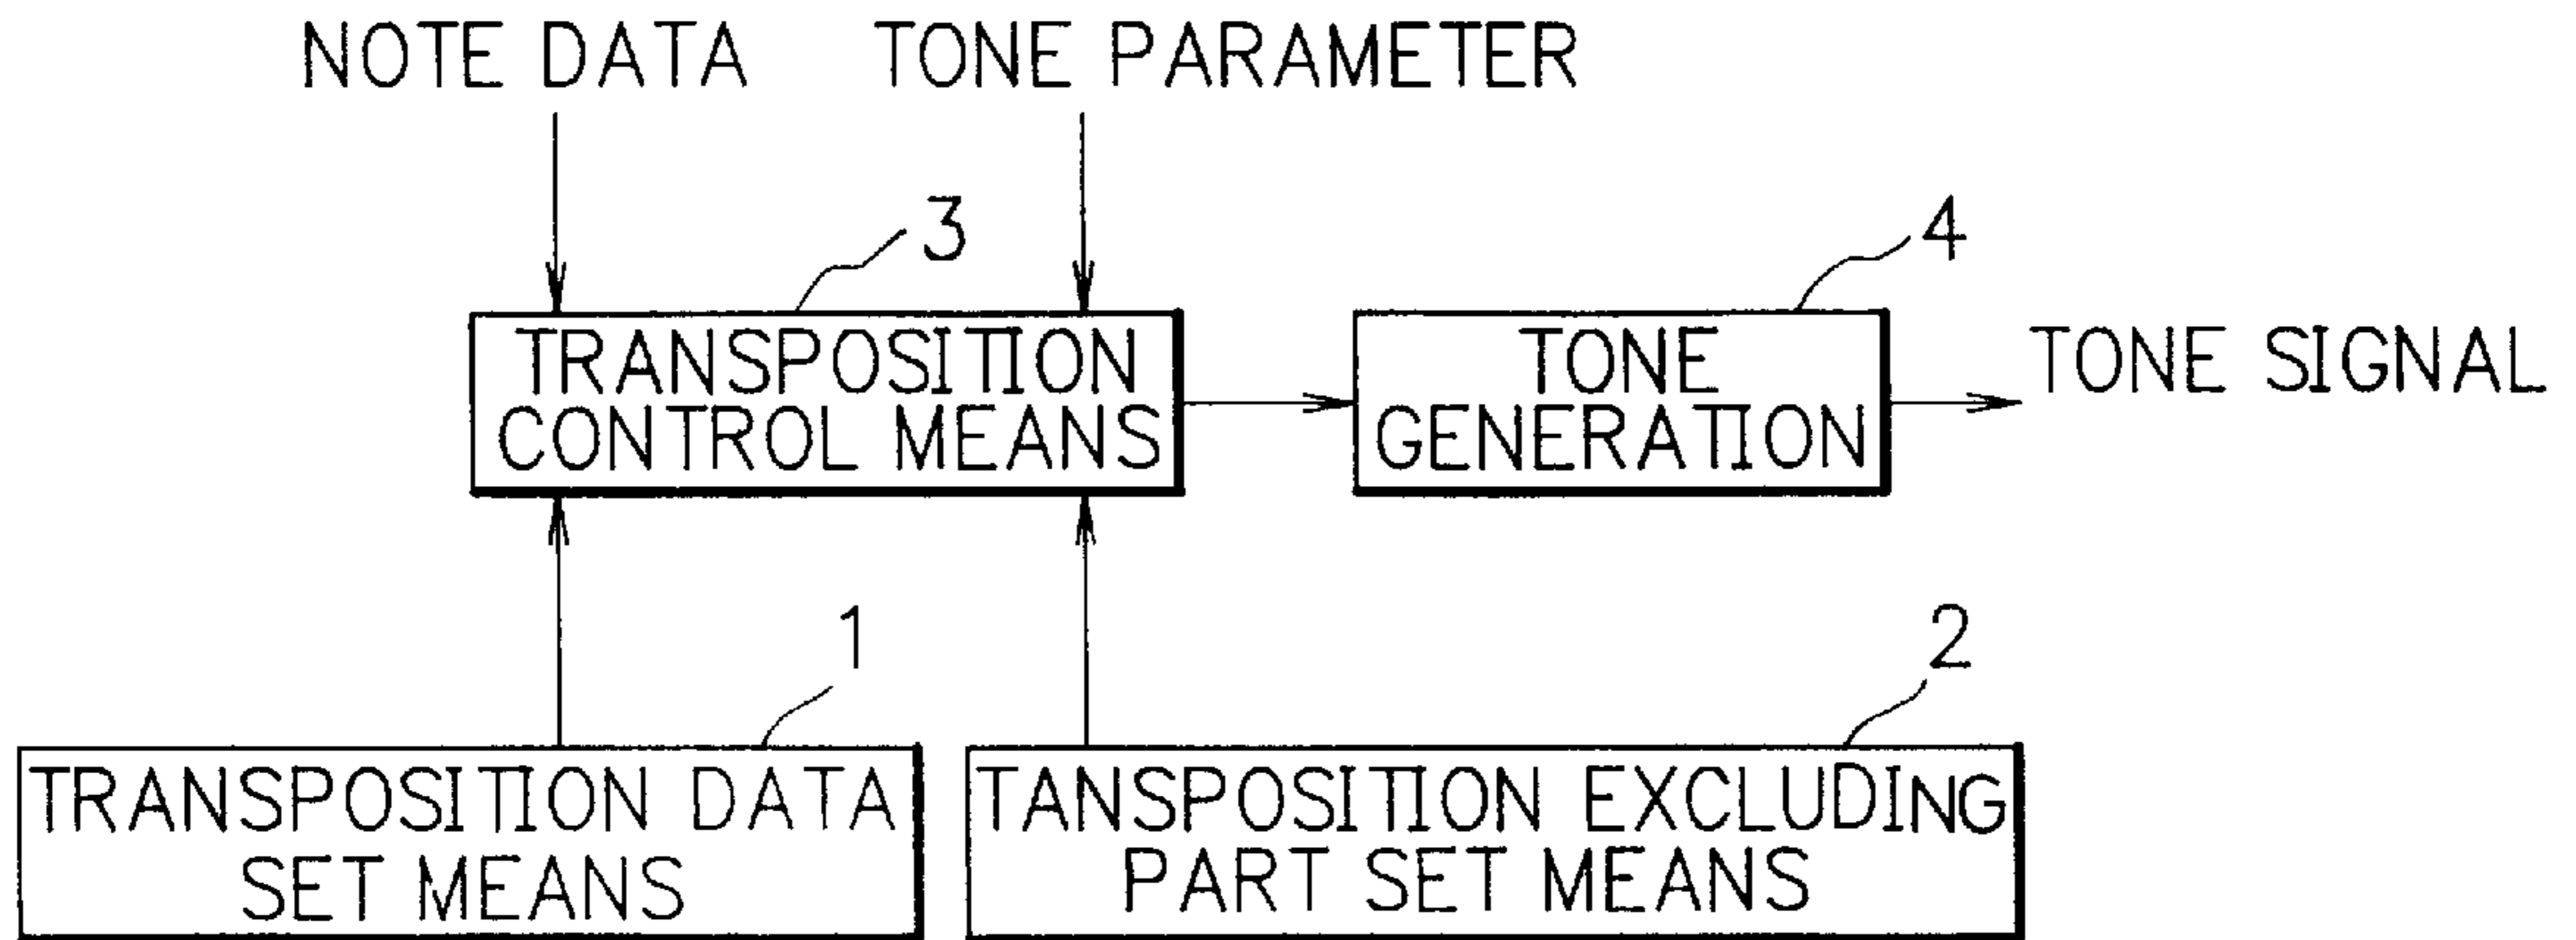 NOTE DATA
TONE PARAMETER
3
4
TRANSPOSITION
CONTROL MEANS
TONE
GENERATION
TONE SIGNAL
1
2
TRANSPOSITION DATA
SET MEANS
TANSPOSITION EXCLUDING
PART SET MEANS